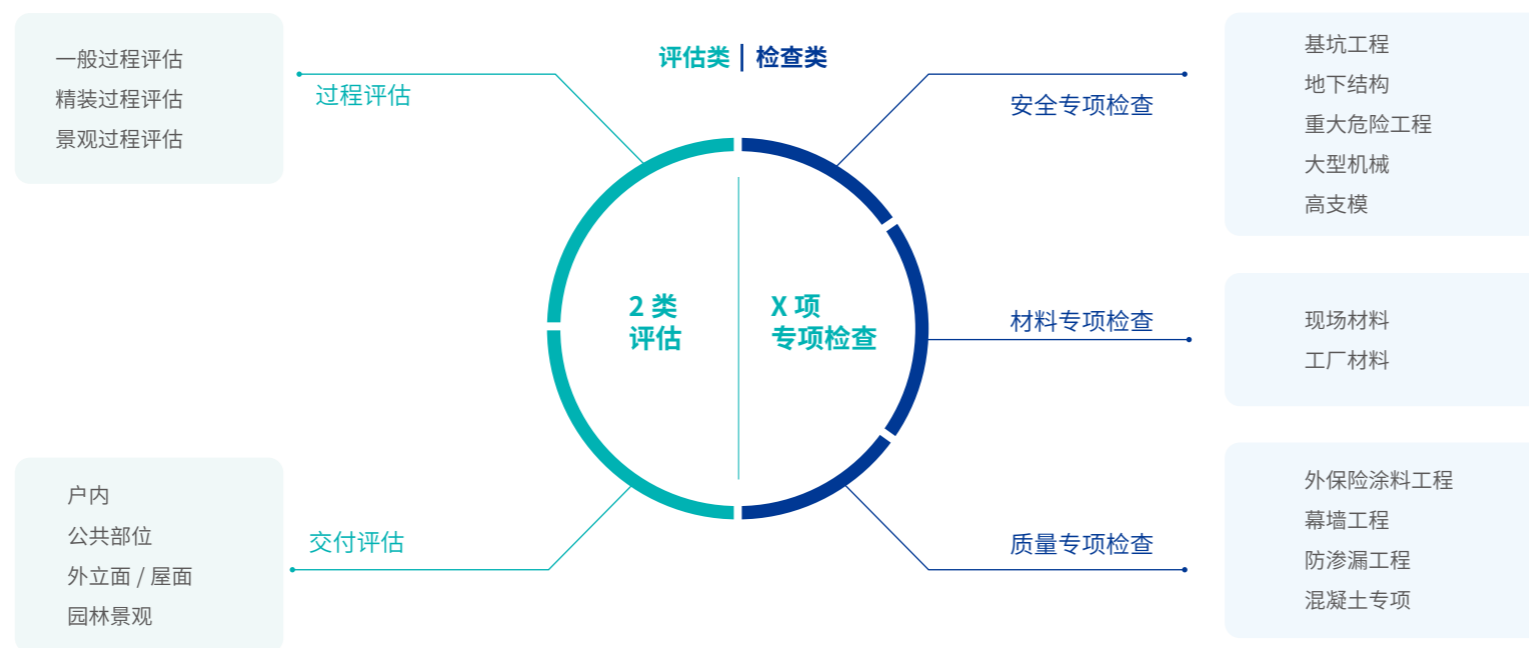 评估类 | 检查类
一般过程评估
精装过程评估
景观过程评估
过程评估
户内
公共部位
外立面 / 屋面
园林景观
交付评估
2 类
评估
X 项
专项检查
安全专项检查
基坑工程
地下结构
重大危险工程
大型机械
高支模
材料专项检查
现场材料
工厂材料
质量专项检查
外保险涂料工程
幕墙工程
防渗漏工程
混凝土专项